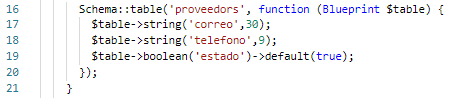 16 Schema::table('proveedors', function (Blueprint $table) {
17 $table->string('correo',30);
18 $table->string('telefono',9);
19 $table->boolean('estado')->default(true);
20 });
21 }